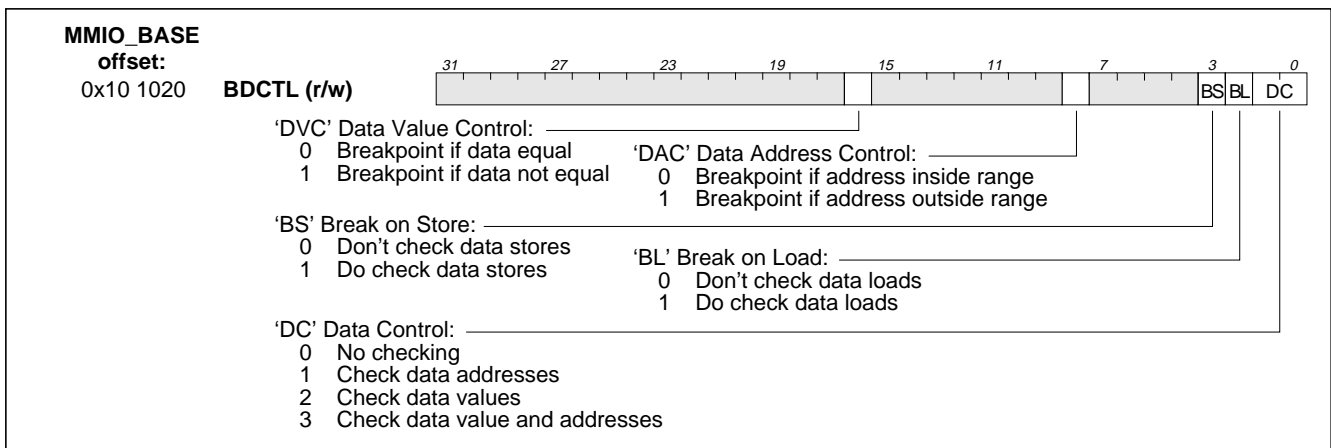 MMIO_BASE
offset:
31 27 23 19 15 11 7 3 0
0x10 1020 BDCTL (r/w) BS BL DC
‘DVC’ Data Value Control:
0 Breakpoint if data equal
1 Breakpoint if data not equal
‘DAC’ Data Address Control:
0 Breakpoint if address inside range
1 Breakpoint if address outside range
‘BS’ Break on Store:
0 Don't check data stores
1 Do check data stores
‘BL’ Break on Load:
0 Don't check data loads
1 Do check data loads
‘DC’ Data Control:
0 No checking
1 Check data addresses
2 Check data values
3 Check data value and addresses